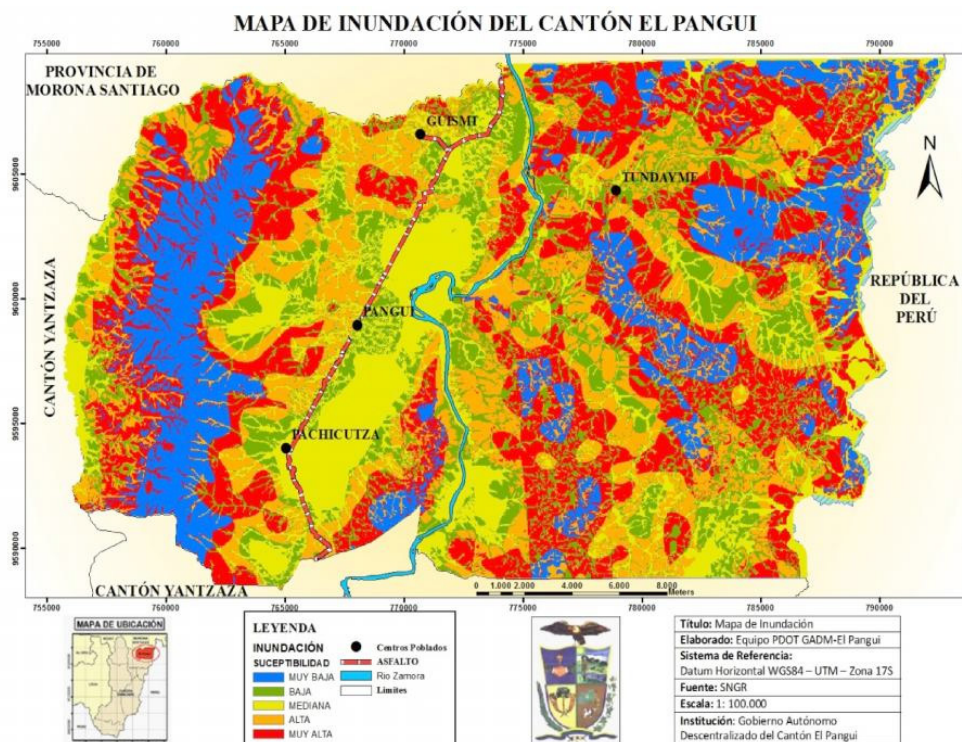 MAPA DE INUNDACIÓN DEL CANTÓN EL PANGUI
755000 760000 765000 770000 775000 780000 785000 790000
PROVINCIA DE
MORONA SANTIAGO
GUISMI
N
9605000
TUNDAYME
9600000
REPÚBLICA
DEL
PERÚ
PANGUI
CANTÓN YANTZAZA
9595000
PACHICUTZA
9590000
CANTÓN YANTZAZA
0 1.000 2.000 4.000 6.000 8.000
Meters
755000 760000 765000 770000 775000 780000 785000 790000
MAPA DE UBICACIÓN
LEYENDA
INUNDACIÓN
SUCEPTIBILIDAD
MUY BAJA
BAJA
MEDIANA
ALTA
MUY ALTA
Centros Poblados
ASFALTO
Rio Zamora
Limites
Título: Mapa de Inundación
Elaborado: Equipo PDOT GADM-El Pangui
Sistema de Referencia:
Datum Horizontal WGS84 – UTM – Zona 17S
Fuente: SNGR
Escala: 1: 100.000
Institución: Gobierno Autónomo
Descentralizado del Cantón El Pangui